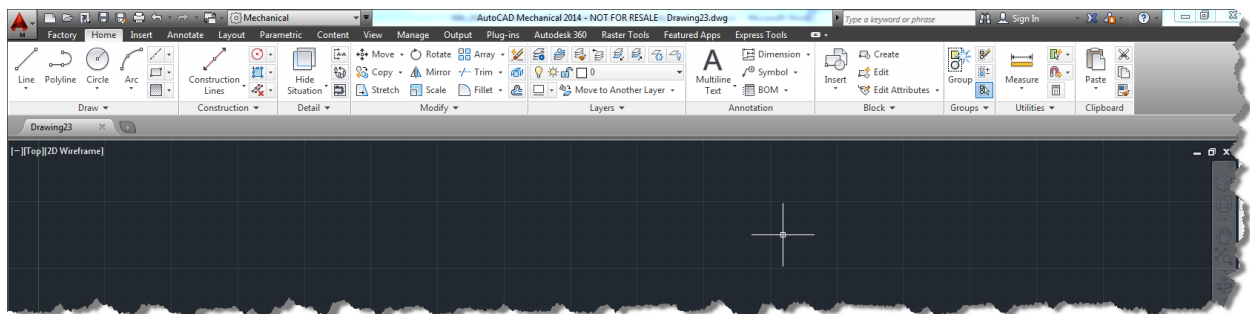 Mechanical AutoCAD Mechanical 2014 - NOT FOR RESALE Drawing23.dwg Type a keyword or phrase Sign In
M Factory Home Insert Annotate Layout Parametric Content View Manage Output Plug-ins Autodesk 360 Raster Tools Featured Apps Express Tools
Move Rotate Array Dimension Create
Copy Mirror Trim 0 Symbol Edit
Line Polyline Circle Arc Construction Lines Hide Situation Stretch Scale Fillet Move to Another Layer Multiline Text BOM Insert Edit Attributes Group Measure Paste
Draw Construction Detail Modify Layers Annotation Block Groups Utilities Clipboard
Drawing23
[−][Top][2D Wireframe]